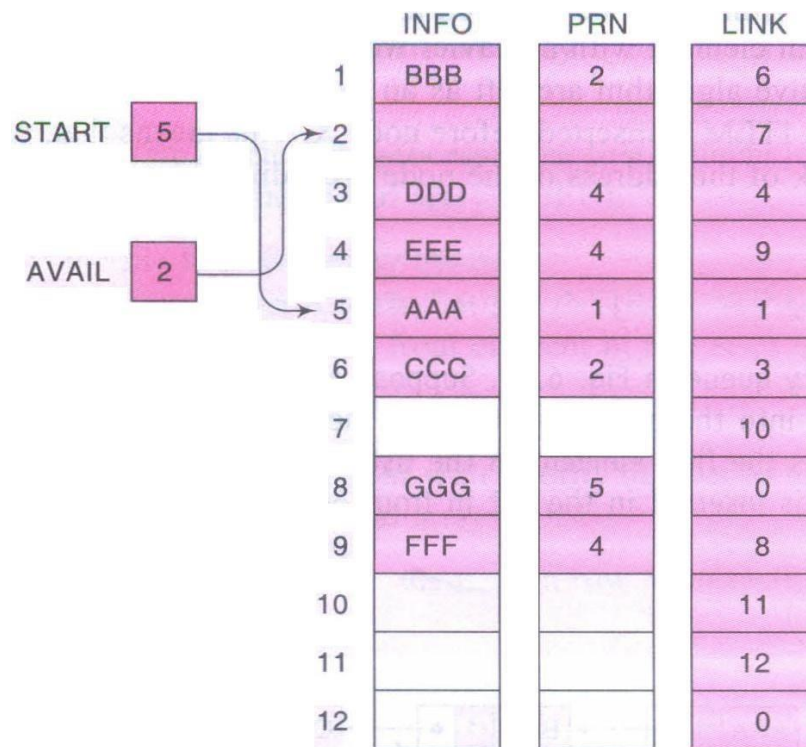 INFO PRN LINK
1 BBB 2 6
START 5 2 7
3 DDD 4 4
AVAIL 2 4 EEE 4 9
5 AAA 1 1
6 CCC 2 3
7 10
8 GGG 5 0
9 FFF 4 8
10 11
11 12
12 0